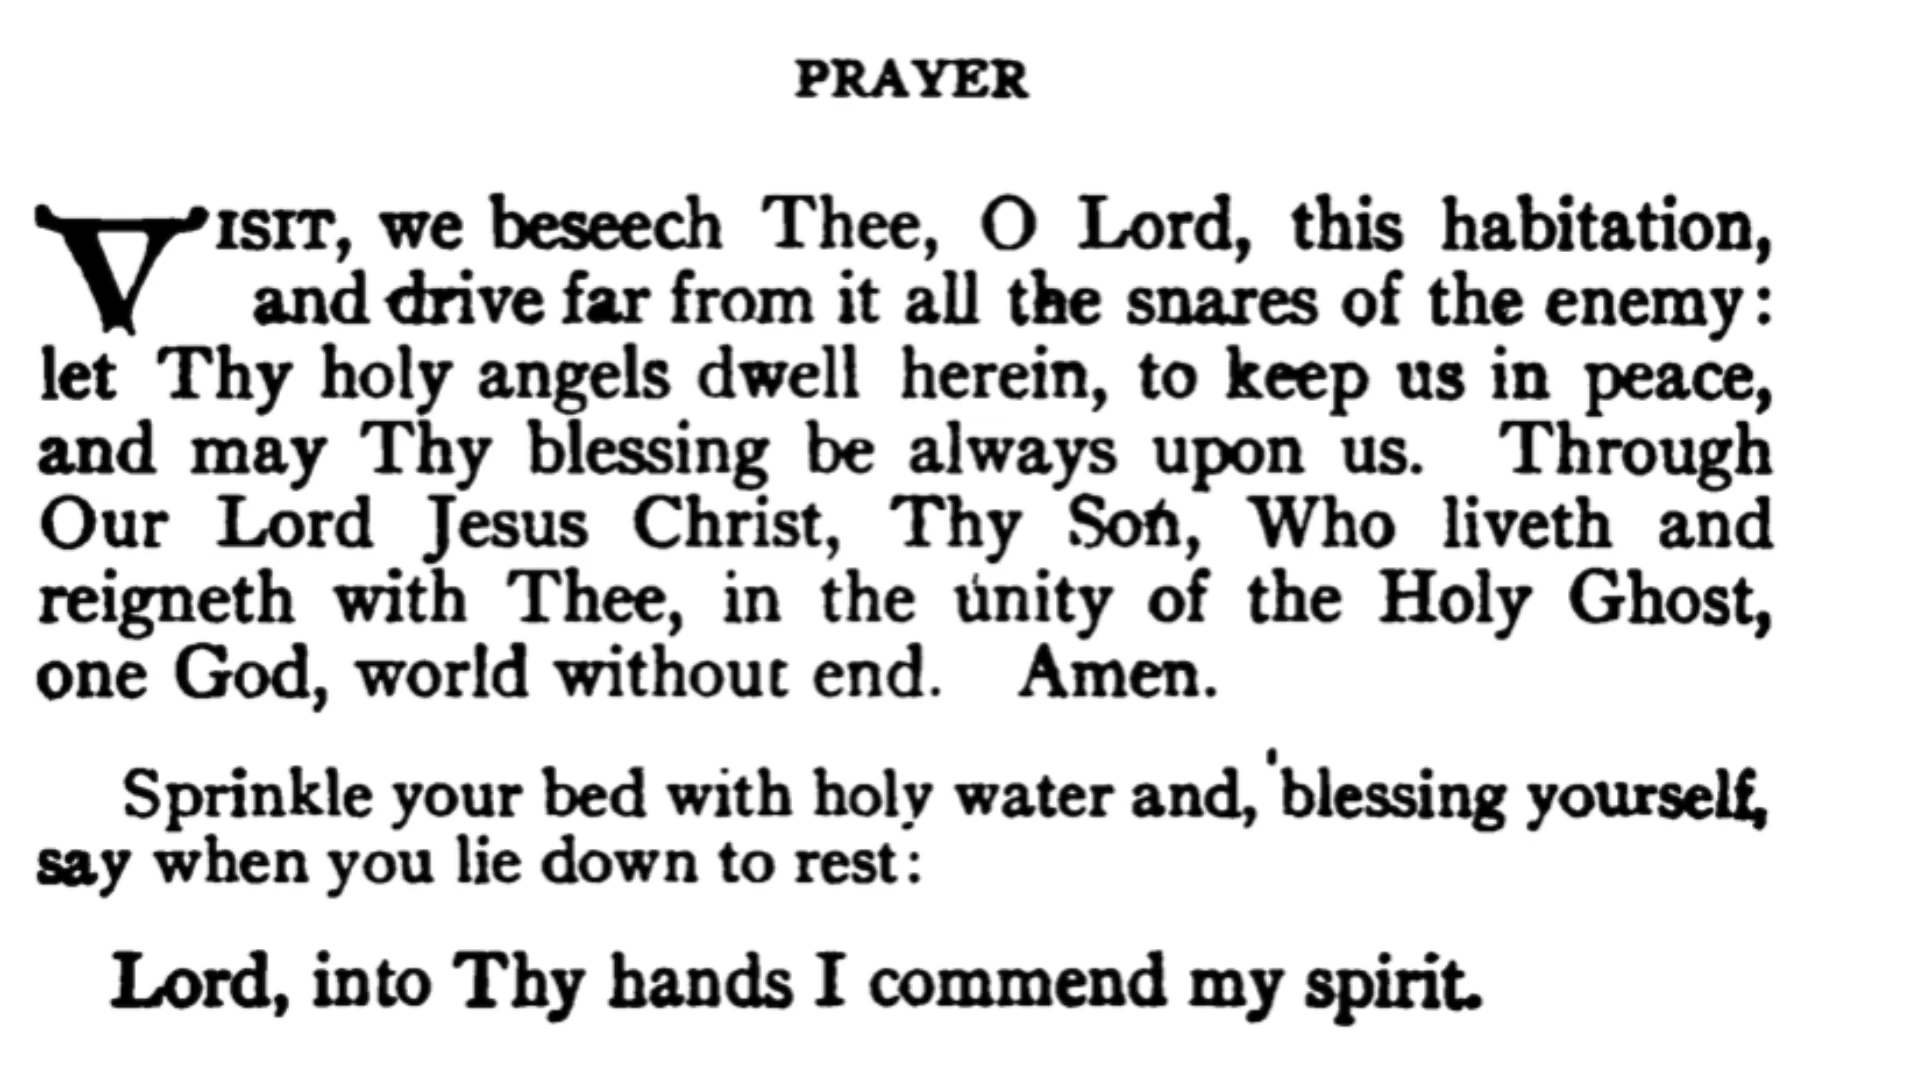 PRAYER
VISIT, we beseech Thee, O Lord, this habitation,
and drive far from it all the snares of the enemy:
let Thy holy angels dwell herein, to keep us in peace,
and may Thy blessing be always upon us. Through
Our Lord Jesus Christ, Thy Son, Who liveth and
reigneth with Thee, in the unity of the Holy Ghost,
one God, world without end. Amen.
Sprinkle your bed with holy water and, blessing yourself,
say when you lie down to rest:
Lord, into Thy hands I commend my spirit.